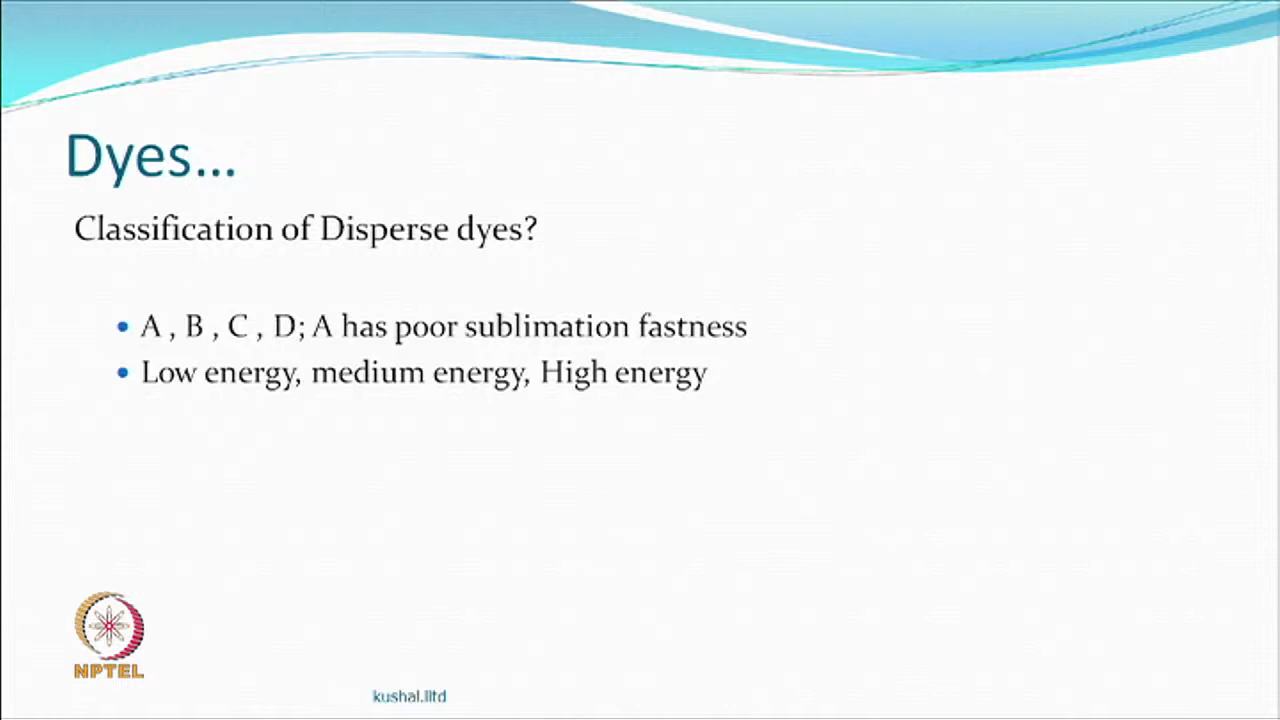 Dyes...
Classification of Disperse dyes?
• A , B , C , D; A has poor sublimation fastness
• Low energy, medium energy, High energy
NPTEL
kushal.iitd